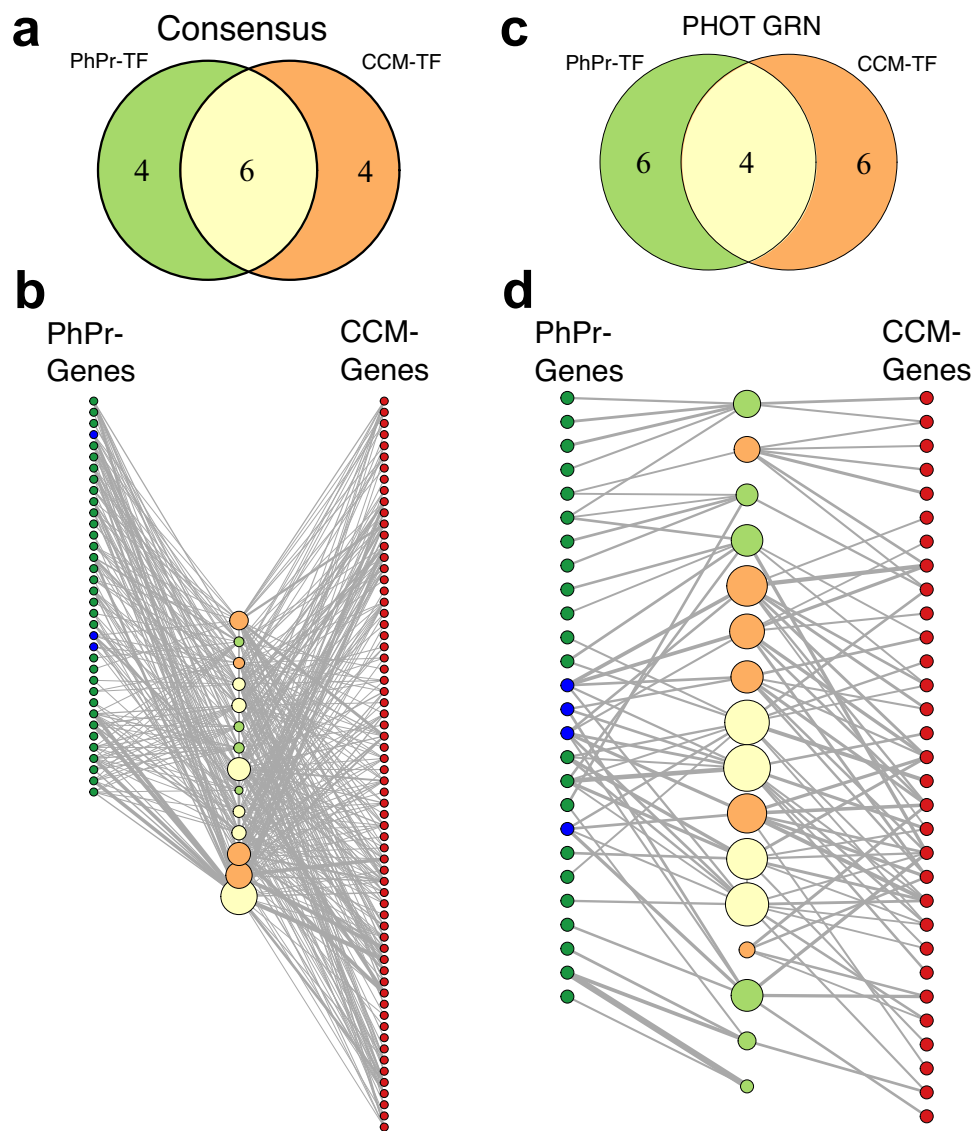 a
Consensus
PhPr-TF
CCM-TF
4
6
4
b
PhPr-
Genes
CCM-
Genes
c
PHOT GRN
PhPr-TF
CCM-TF
6
4
6
d
PhPr-
Genes
CCM-
Genes